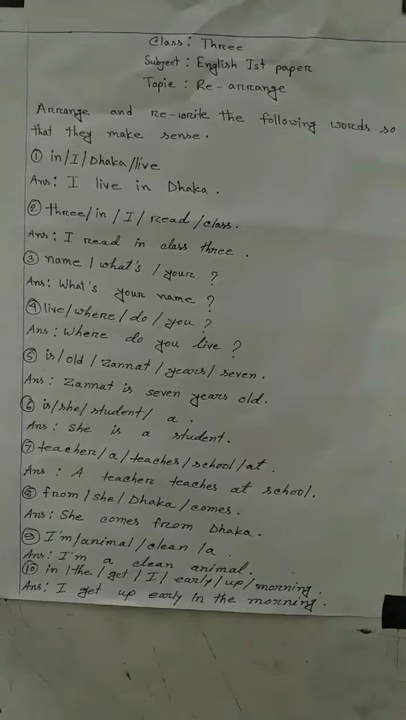 Class: Three
Subject: English Ist paper
Topic: Re-arrange
Arrange and re-write the following words so
that they make sense.
① in/I/Dhaka/live
Ans: I live in Dhaka.
② three/in/I/read/class.
Ans: I read in class three.
③ name/what's/your?
Ans: What's your name?
④ live/where/do/you?
Ans: Where do you live?
⑤ is/old/Zannat/years/seven.
Ans: Zannat is seven years old.
⑥ is/she/student/a.
Ans: She is a student.
⑦ teacher/a/teaches/school/at.
Ans: A teacher teaches at school.
⑧ from/she/Dhaka/comes.
Ans: She comes from Dhaka.
⑨ I'm/animal/clean/a.
Ans: I'm a clean animal.
⑩ in/the/get/I/early/up/morning.
Ans: I get up early in the morning.